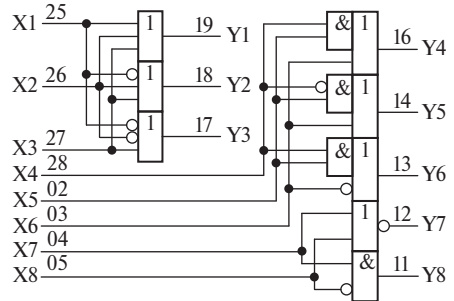 X1 25
X2 26
X3 27
X4 28
X5 02
X6 03
X7 04
X8 05
1 19 Y1
1 18 Y2
1 17 Y3
& 1 16 Y4
& 1 14 Y5
& 1 13 Y6
1 12 Y7
& 11 Y8